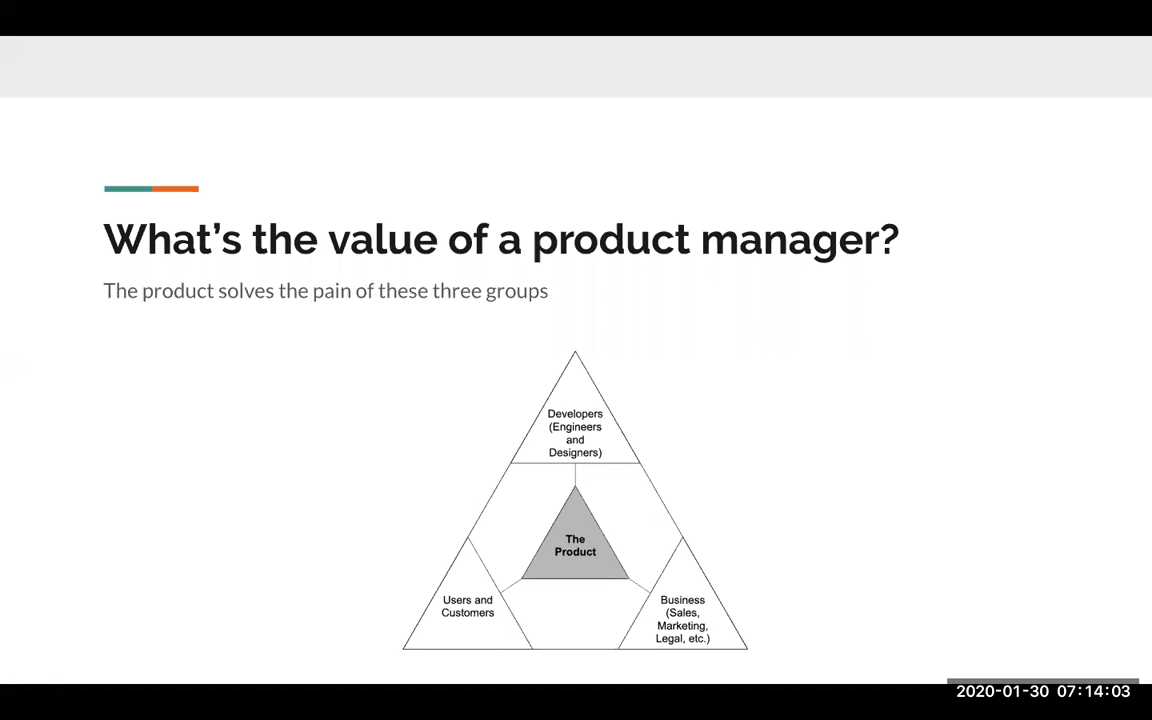 What's the value of a product manager?
The product solves the pain of these three groups
Developers
(Engineers
and
Designers)
The
Product
Users and
Customers
Business
(Sales,
Marketing,
Legal, etc.)
2020-01-30 07:14:03